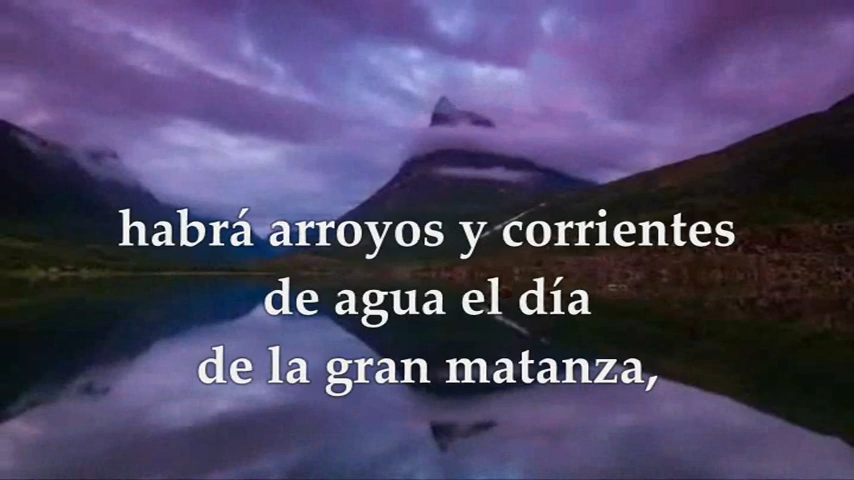 habrá arroyos y corrientes
de agua el día
de la gran matanza,